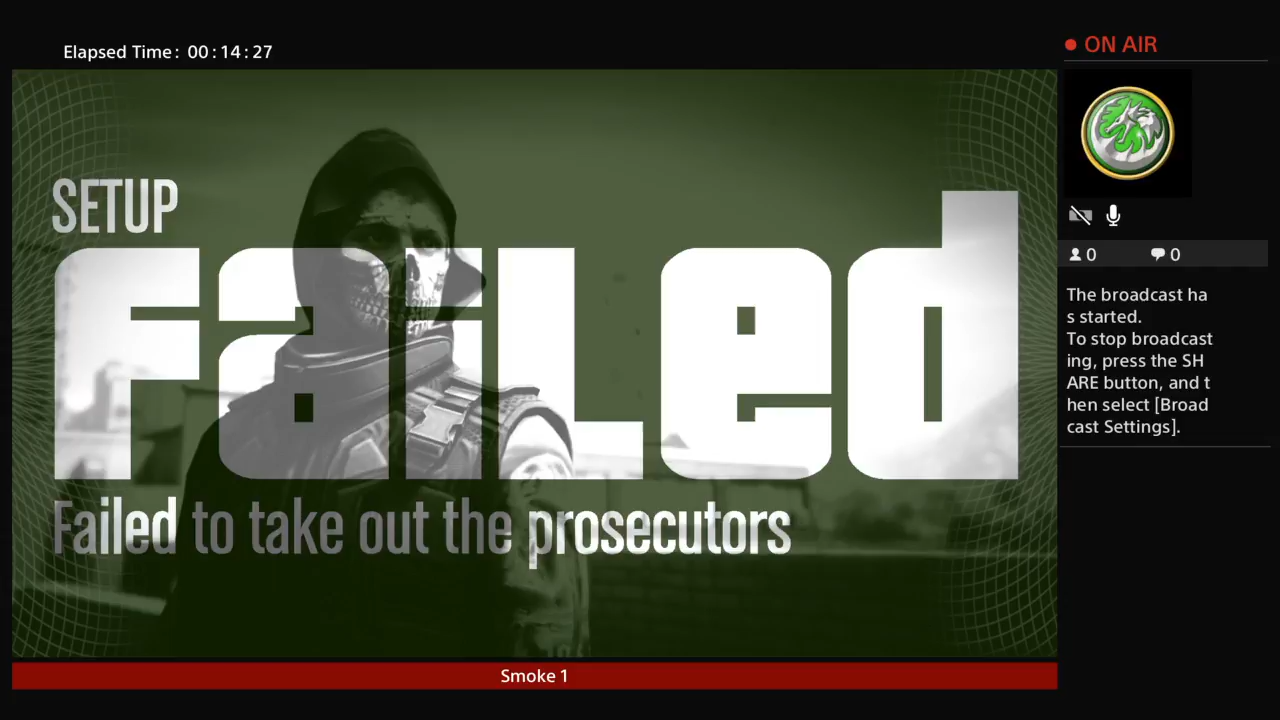 Elapsed Time: 00:14:27
ON AIR
SETUP
FaiLed
Failed to take out the prosecutors
0 0
The broadcast ha
s started.
To stop broadcast
ing, press the SH
ARE button, and t
hen select [Broad
cast Settings].
Smoke 1